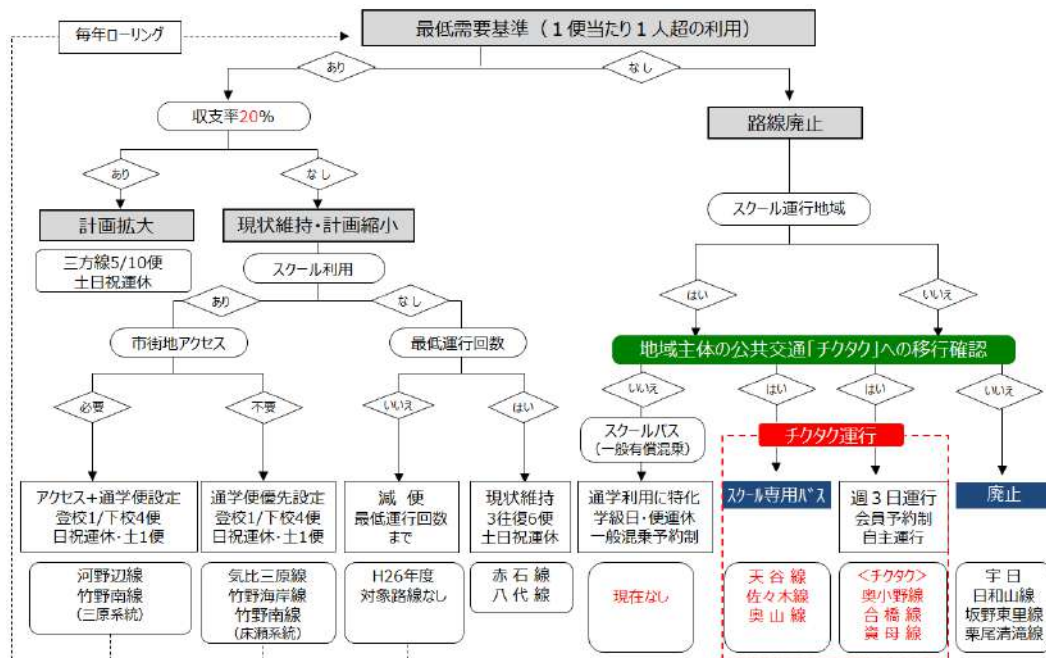 毎年ローリング
最低需要基準（１便当たり１人超の利用）
あり
なし
収支率20%
路線廃止
あり
なし
計画拡大
現状維持・計画縮小
スクール運行地域
三方線5/10便
土日祝運休
スクール利用
あり
なし
はい
いいえ
市街地アクセス
最低運行回数
地域主体の公共交通「チクタク」への移行確認
必要
不要
いいえ
はい
いいえ
はい
はい
いいえ
スクールバス
(一般有償混乗)
チクタク運行
アクセス+通学便設定
登校1/下校4便
日祝運休・土1便
通学便優先設定
登校1/下校4便
日祝運休・土1便
減 便
最低運行回数
まで
現状維持
3往復6便
土日祝運休
通学利用に特化
学級日・便運休
一般混乗予約制
スクール専用バス
週３日運行
会員予約制
自主運行
廃止
河野辺線
竹野南線
(三原系統)
気比三原線
竹野海岸線
竹野南線
(床瀬系統)
H26年度
対象路線なし
赤石線
八代線
現在なし
天谷線
佐々木線
奥山線
<チクタク>
奥小野線
合橋線
資母線
宇日
日和山線
坂野東里線
栗尾清滝線